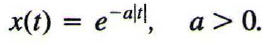 x(t) = e^{-a|t|},    a > 0.